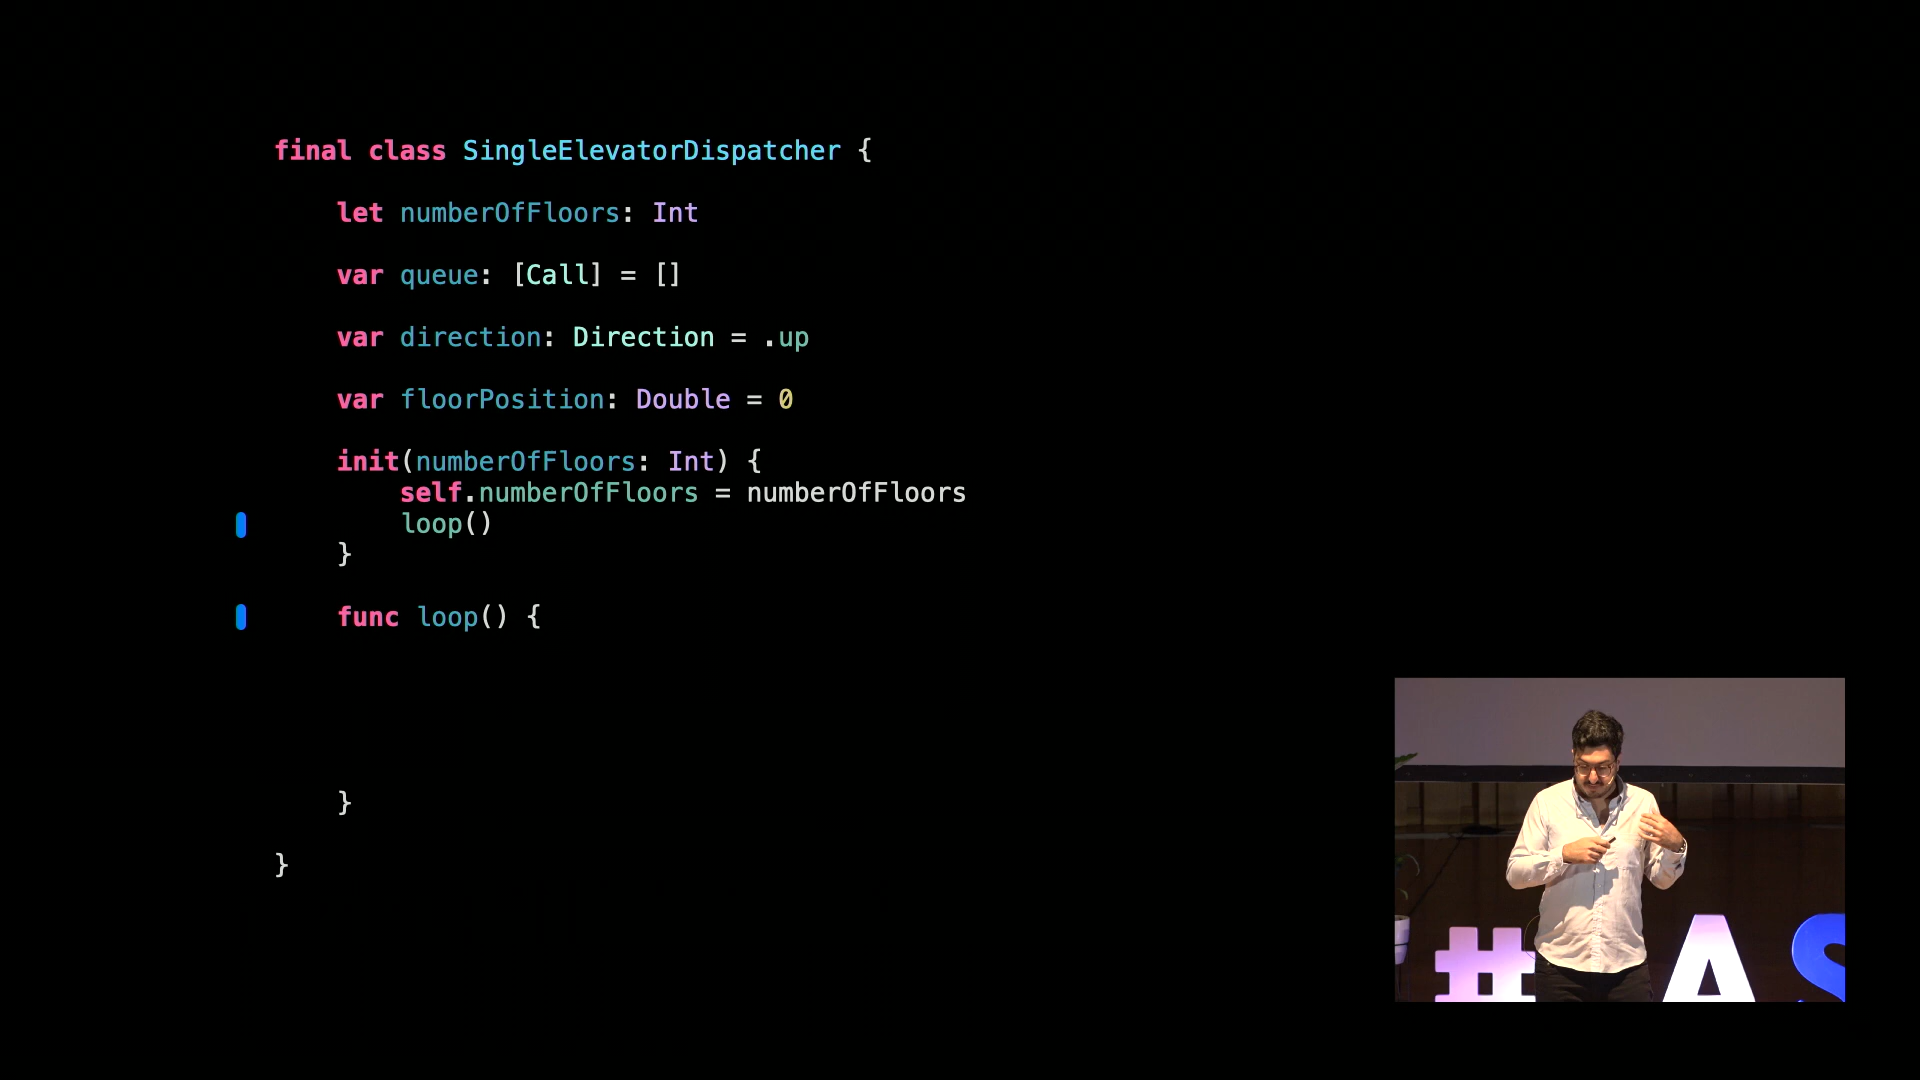 final class SingleElevatorDispatcher {
let numberOfFloors: Int
var queue: [Call] = []
var direction: Direction = .up
var floorPosition: Double = 0
init(numberOfFloors: Int) {
self.numberOfFloors = numberOfFloors
loop()
}
func loop() {
}
}
# AS